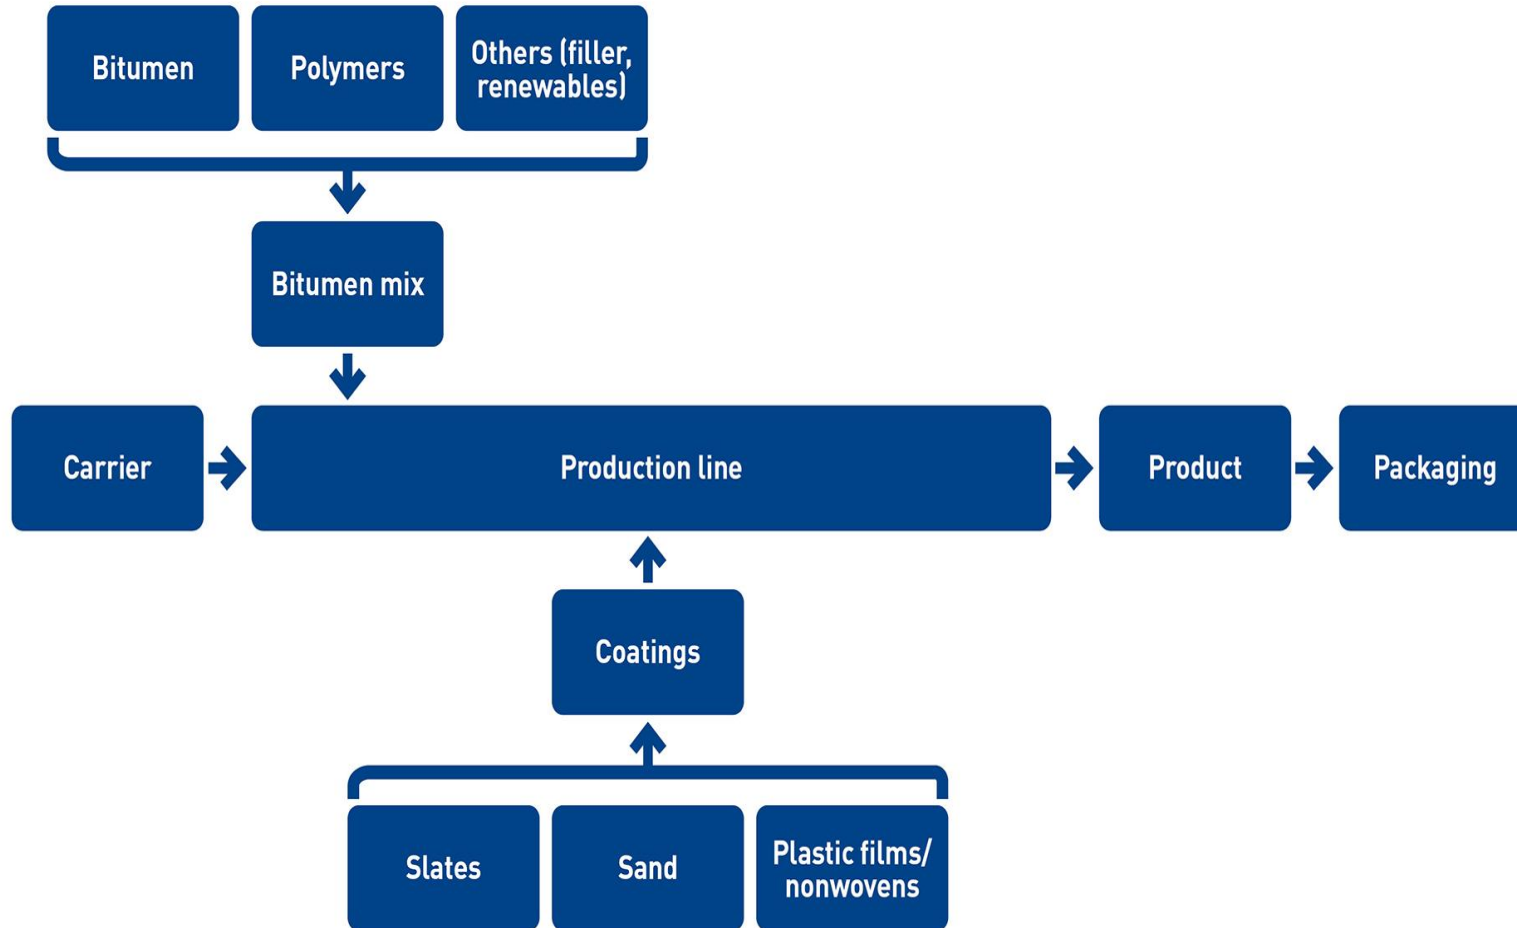 Bitumen
Polymers
Others (filler,
renewables)
Bitumen mix
Carrier
Production line
Product
Packaging
Coatings
Slates
Sand
Plastic films/
nonwovens